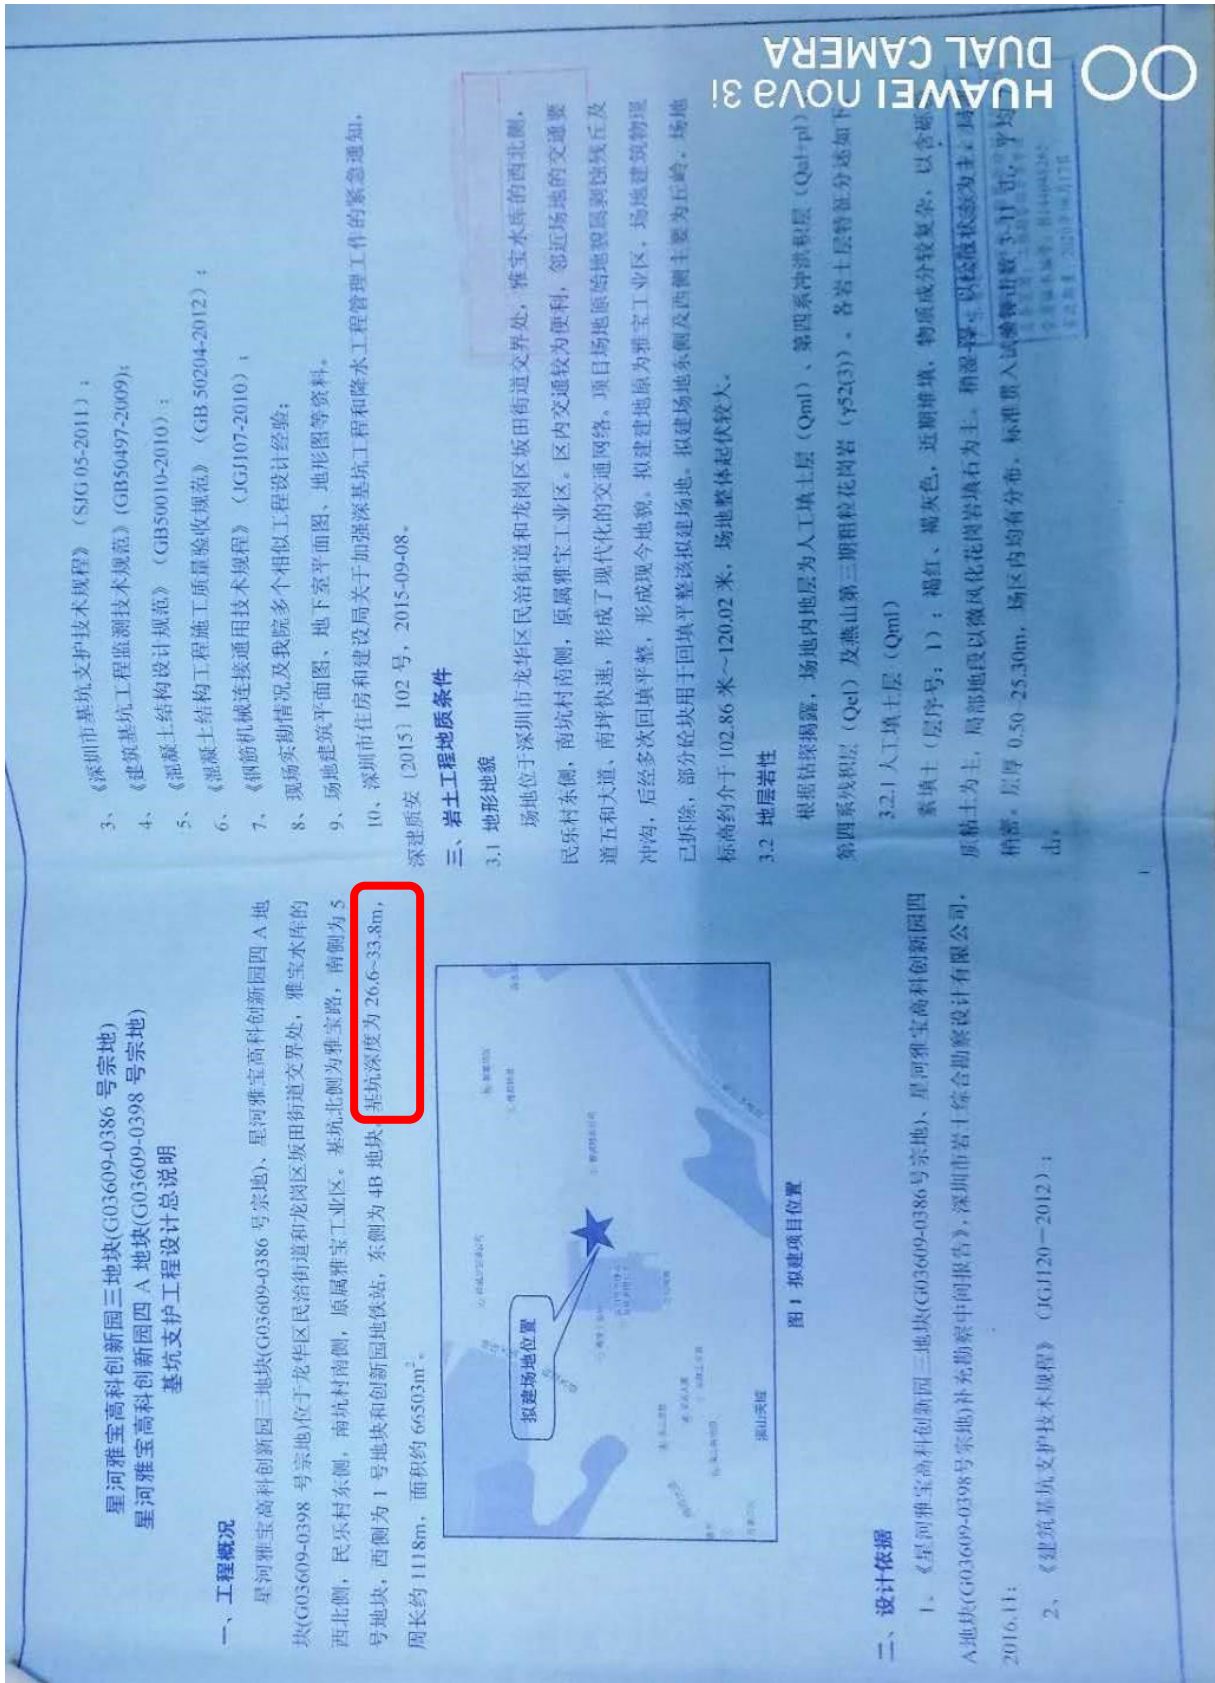 HUAWEI nova 3i
DUAL CAMERA
星河雅宝高科创新园三地块(G03609-0386 号宗地)
星河雅宝高科创新园四 A 地块(G03609-0398 号宗地)
基坑支护工程设计总说明
一、工程概况
星河雅宝高科创新园三地块(G03609-0386 号宗地)、星河雅宝高科创新园四 A 地
块(G03609-0398 号宗地)位于龙华区民治街道和龙岗区坂田街道交界处，雅宝水库的
西北侧，民乐村东侧，南坑村南侧，原属雅宝工业区。基坑北侧为雅宝路，南侧为 5
号地块，西侧为 1 号地块和创新园地铁站，东侧为 4B 地块。基坑深度为 26.6~33.8m，
周长约 1118m，面积约 66503m²。
拟建场地位置
图 1 拟建项目位置
二、设计依据
1、《星河雅宝高科创新园三地块(G03609-0386号宗地)、星河雅宝高科创新园四
A地块(G03609-0398号宗地)补充勘察中间报告》，深圳市岩土综合勘察设计有限公司，
2016.11；
2、《建筑基坑支护技术规程》（JGJ120－2012）；
3、《深圳市基坑支护技术规程》（SJG 05-2011）；
4、《建筑基坑工程监测技术规范》(GB50497-2009)；
5、《混凝土结构设计规范》（GB50010-2010）；
6、《混凝土结构工程施工质量验收规范》（GB 50204-2012）；
7、《钢筋机械连接通用技术规程》（JGJ107-2010）；
8、现场实勘情况及我院多个相似工程设计经验；
9、场地建筑平面图、地下室平面图、地形图等资料。
10、深圳市住房和建设局关于加强深基坑工程和降水工程管理工作的紧急通知，
深建质安〔2015〕102 号，2015-09-08。
三、岩土工程地质条件
3.1 地形地貌
场地位于深圳市龙华区民治街道和龙岗区坂田街道交界处，雅宝水库的西北侧，
民乐村东侧，南坑村南侧，原属雅宝工业区。区内交通较为便利，邻近场地的交通要
道五和大道、南坪快速，形成了现代化的交通网络。项目场地原始地貌属剥蚀残丘及
冲沟，后经多次回填平整，形成现今地貌。拟建建地原为雅宝工业区，场地建筑物现
已拆除，部分砼块用于回填平整该拟建场地。拟建场地东侧及西侧主要为丘岭，场地
标高约介于 102.86 米～120.02 米，场地整体起伏较大。
3.2 地层岩性
根据钻探揭露，场地内地层为人工填土层（Qml）、第四系冲洪积层（Qal+pl）
第四系残积层（Qel）及燕山第三期粗粒花岗岩（γ52(3)）。各岩土层特征分述如下
3.2.1 人工填土层（Qml）
素填土（层序号：1）：褐红、褐灰色，近期堆填，物质成分较复杂，以含砾
质粘土为主，局部地段以微风化花岗岩填石为主。稍湿 以松散状态为主，局
稍密。层厚 0.50~25.30m，场区内均有分布。标准贯入试验锤击数 3-11 击，平均
击。
1